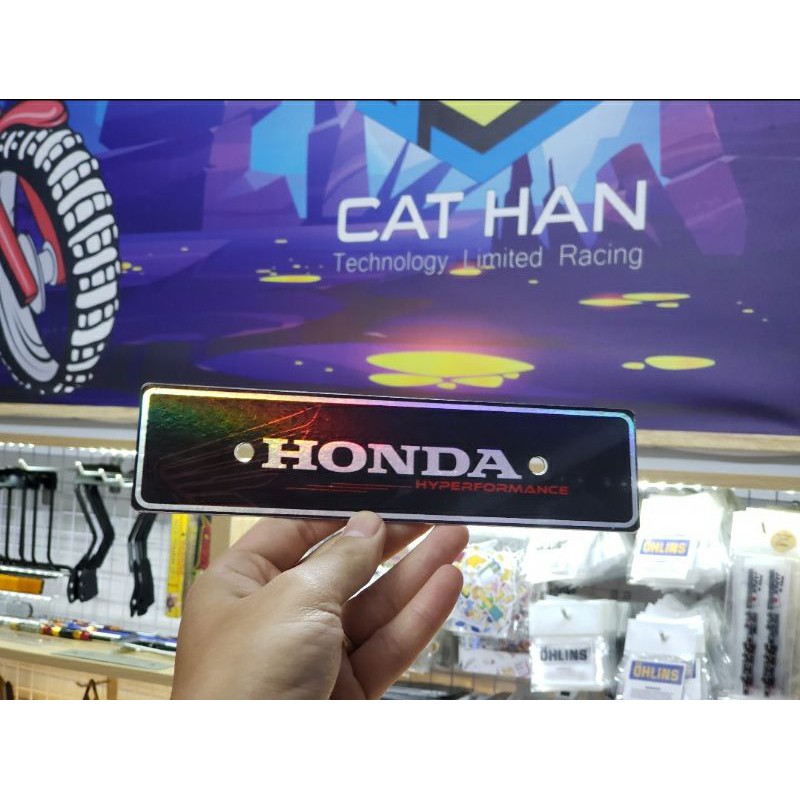 CAT HAN
Technology Limited Racing
HONDA
HYPERFORMANCE
ÖHLINS
ÖHLINS
ÖHLINS